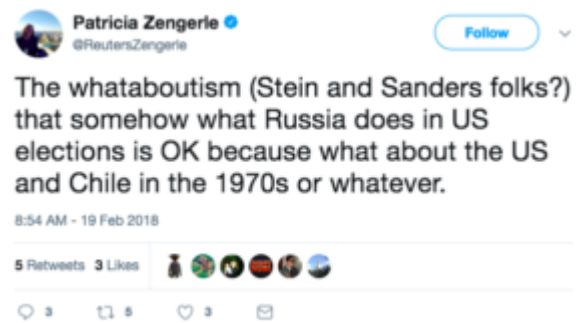 Patricia Zengerle
@ReutersZengerle
Follow
The whataboutism (Stein and Sanders folks?)
that somehow what Russia does in US
elections is OK because what about the US
and Chile in the 1970s or whatever.
8:54 AM - 19 Feb 2018
5 Retweets 3 Likes
3 5 3